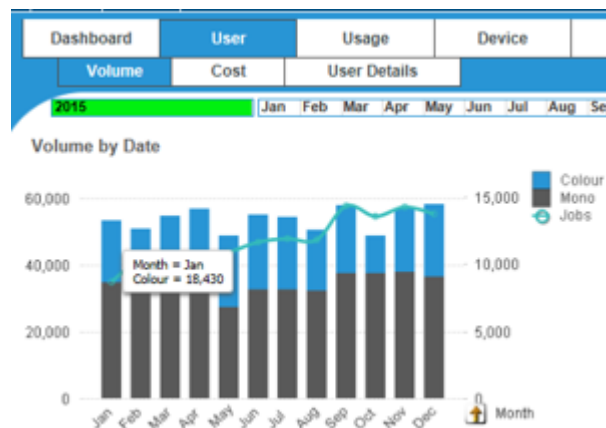 Dashboard User Usage Device
Volume Cost User Details
2015 Jan Feb Mar Apr May Jun Jul Aug Se
Volume by Date
Colour
Mono
Jobs
60,000 15,000
40,000 10,000
20,000 5,000
0 0
Month = Jan
Colour = 18,430
Jan Feb Mar Apr May Jun Jul Aug Sep Oct Nov Dec
Month